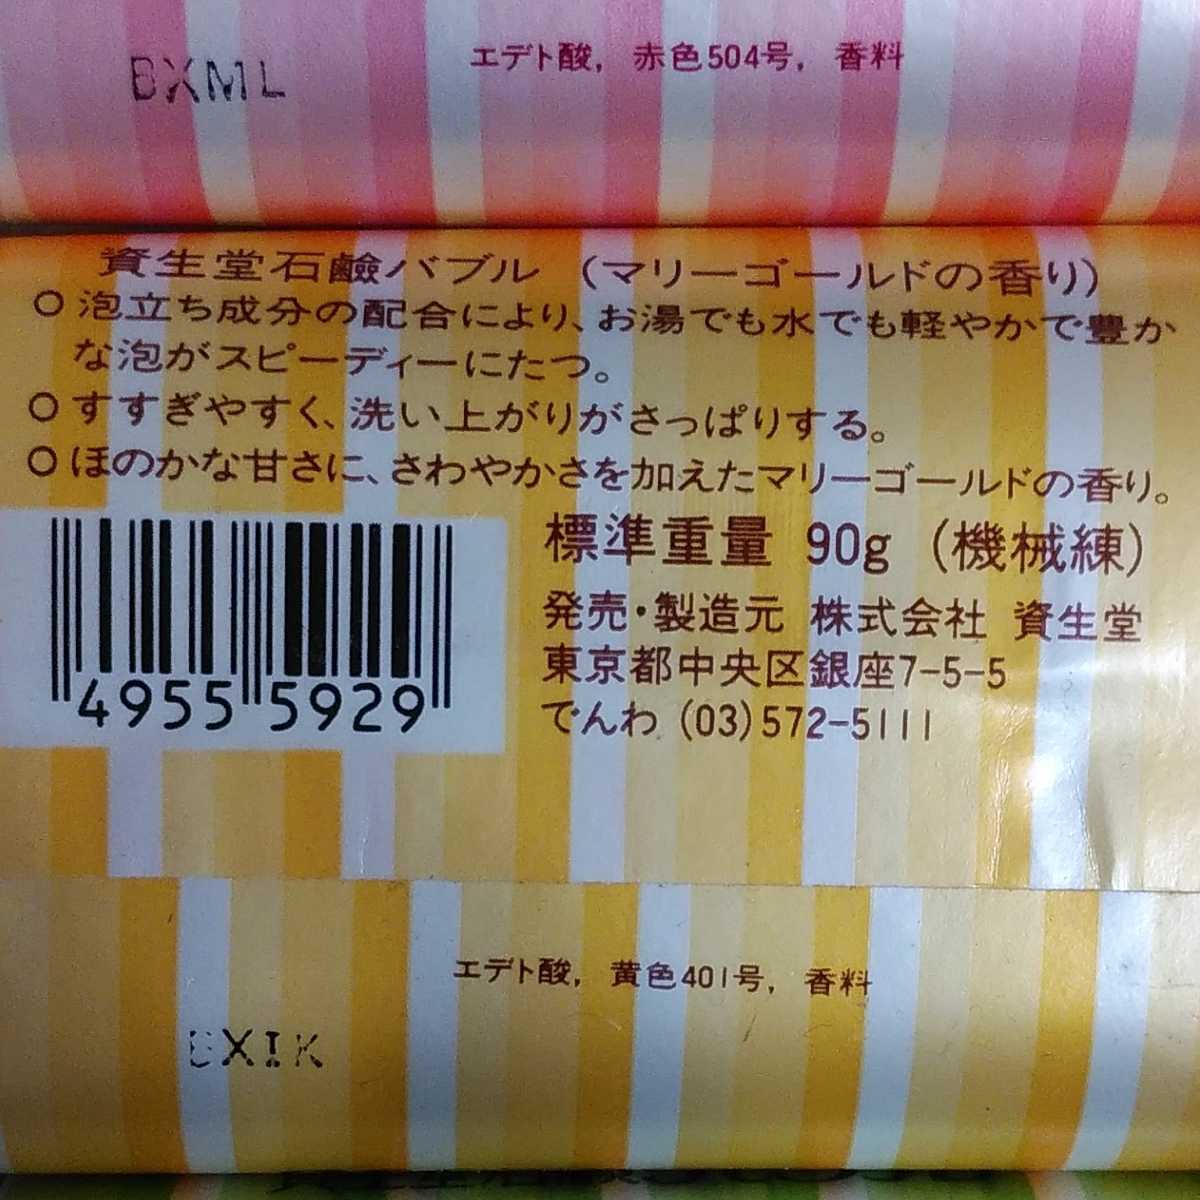 BXML
エデト酸，赤色504号，香料
資生堂石鹼バブル （マリーゴールドの香り）
○泡立ち成分の配合により、お湯でも水でも軽やかで豊か
な泡がスピーディーにたつ。
○すすぎやすく、洗い上がりがさっぱりする。
○ほのかな甘さに、さわやかさを加えたマリーゴールドの香り。
標準重量 90g（機械練）
発売・製造元 株式会社 資生堂
東京都中央区銀座7-5-5
でんわ (03)572-5111
4955 5929
エデト酸，黄色401号，香料
BXIK